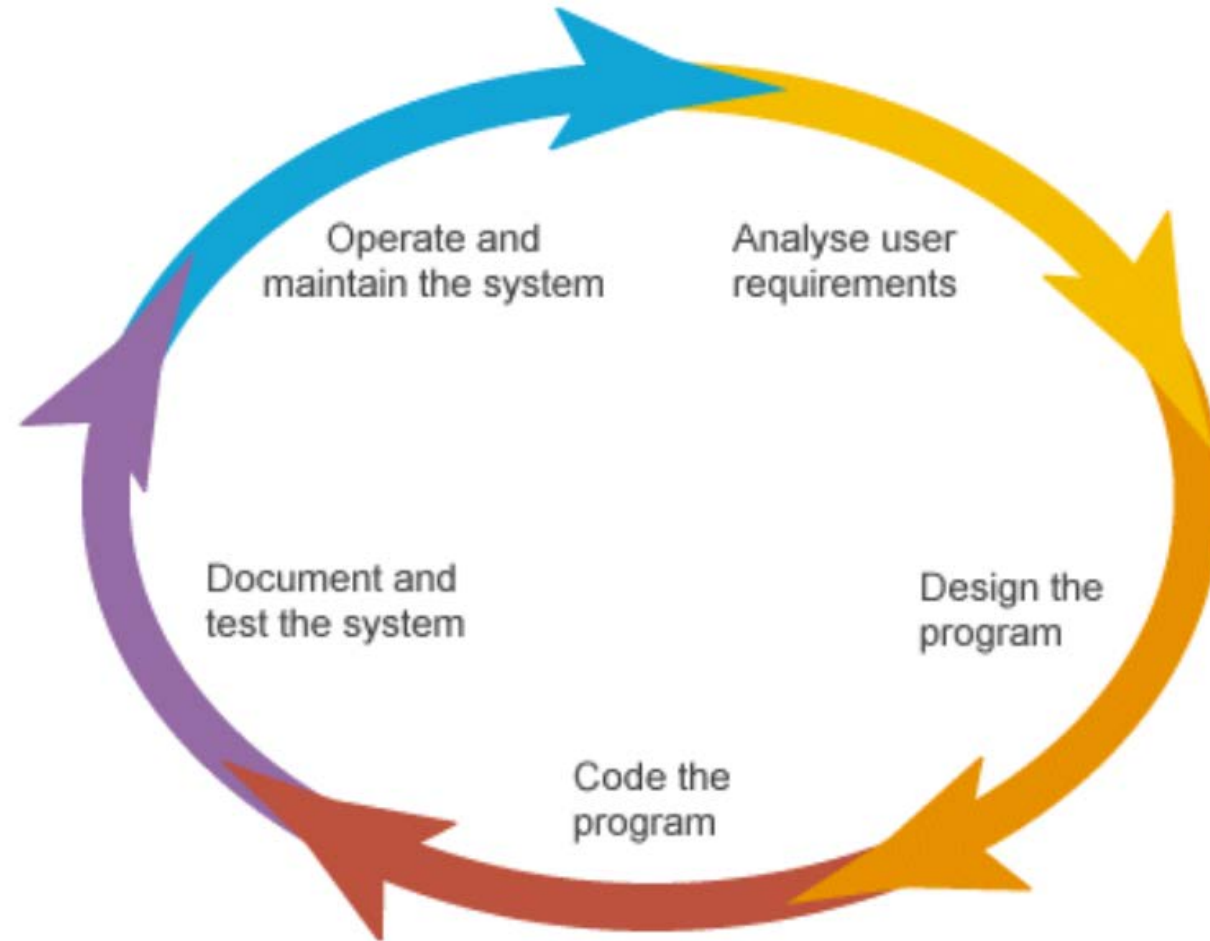 Operate and
maintain the system
Analyse user
requirements
Design the
program
Code the
program
Document and
test the system